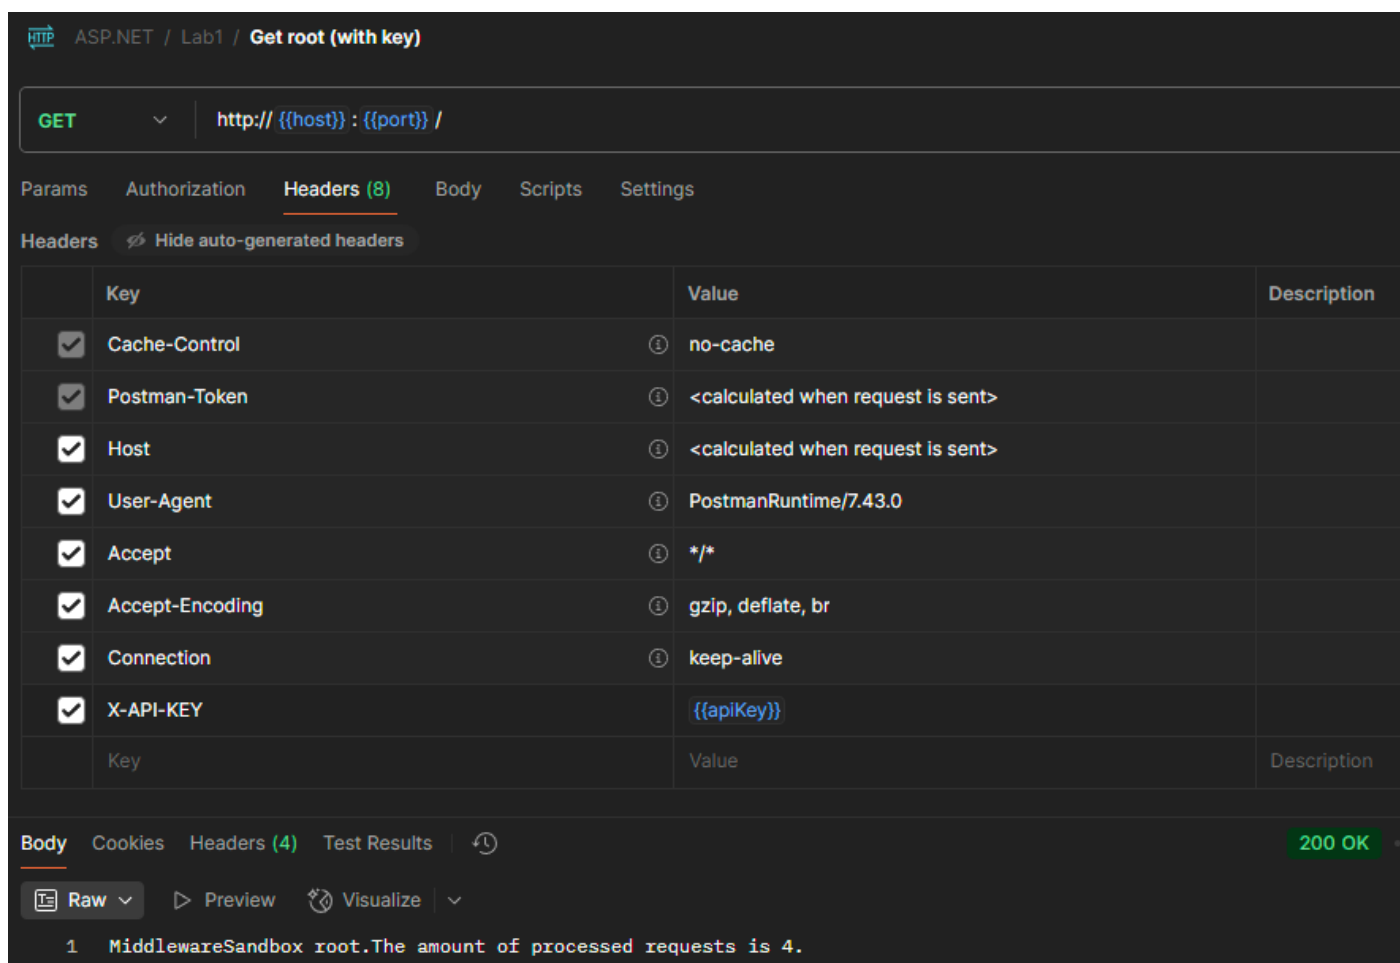 HTTP ASP.NET / Lab1 / Get root (with key)
GET http:// {{host}} : {{port}} /
Params Authorization Headers (8) Body Scripts Settings
Headers Hide auto-generated headers
Key Value Description
Cache-Control no-cache
Postman-Token <calculated when request is sent>
Host <calculated when request is sent>
User-Agent PostmanRuntime/7.43.0
Accept */*
Accept-Encoding gzip, deflate, br
Connection keep-alive
X-API-KEY {{apiKey}}
Key Value Description
Body Cookies Headers (4) Test Results 200 OK
Raw Preview Visualize
1 MiddlewareSandbox root.The amount of processed requests is 4.